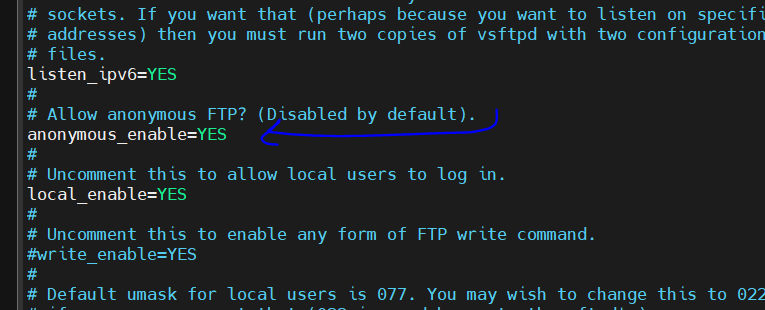 # sockets. If you want that (perhaps because you want to listen on specifi
# addresses) then you must run two copies of vsftpd with two configuration
# files.
listen_ipv6=YES
#
# Allow anonymous FTP? (Disabled by default).
anonymous_enable=YES
#
# Uncomment this to allow local users to log in.
local_enable=YES
#
# Uncomment this to enable any form of FTP write command.
#write_enable=YES
#
# Default umask for local users is 077. You may wish to change this to 022